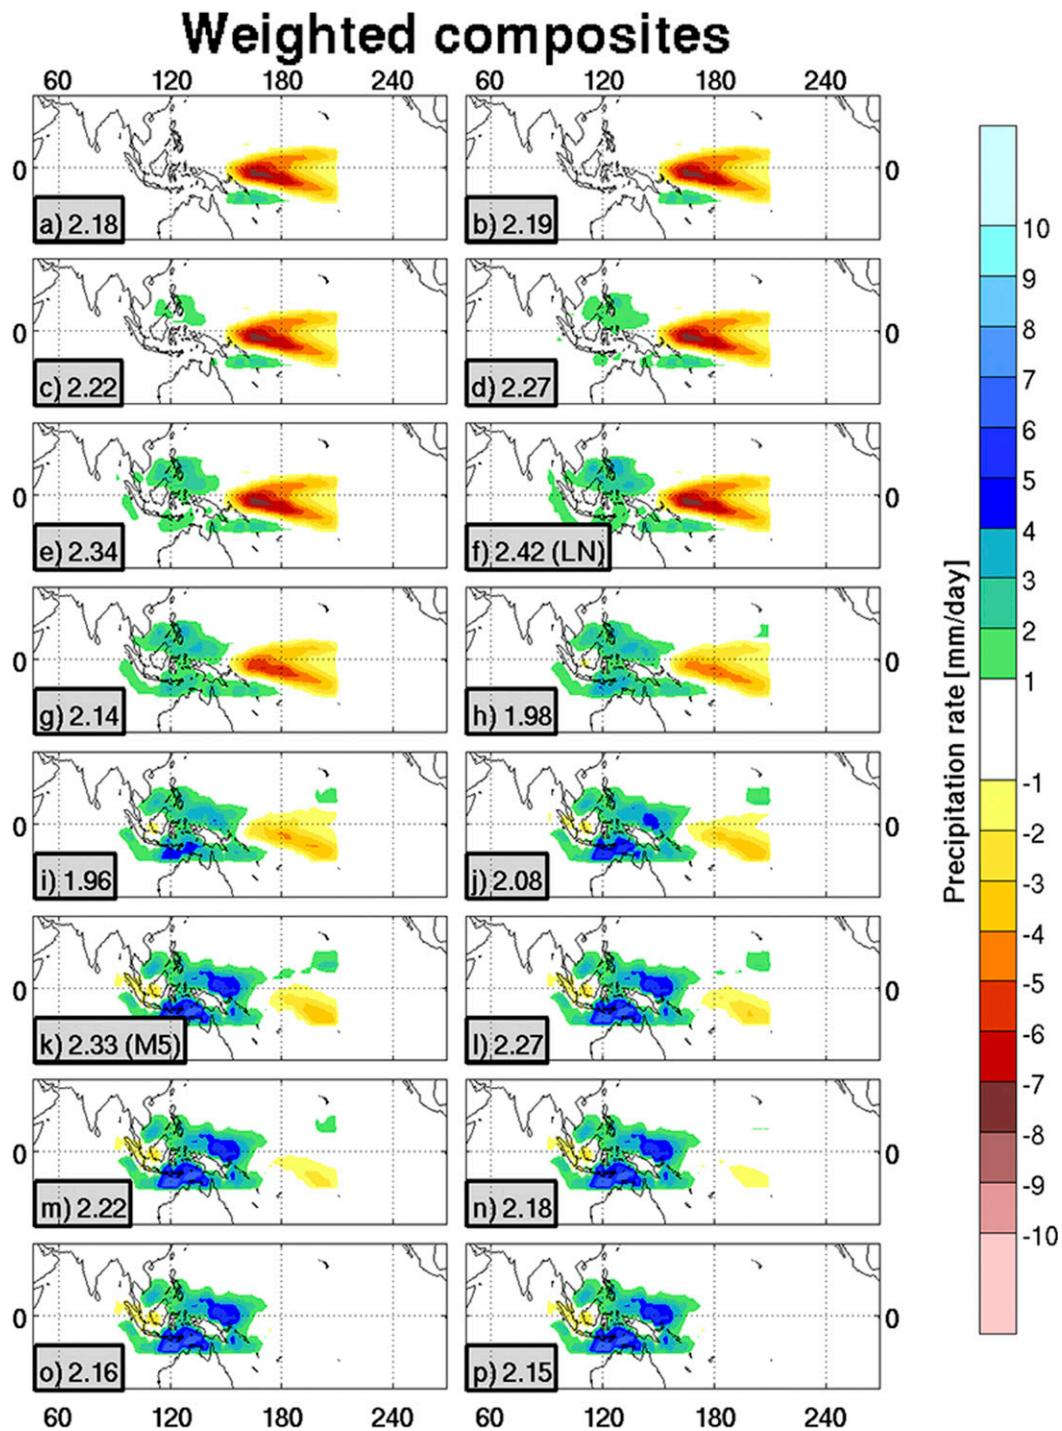 Weighted composites
60 120 180 240 60 120 180 240
0 0
a) 2.18 b) 2.19
0 0
c) 2.22 d) 2.27
0 0
e) 2.34 f) 2.42 (LN)
0 0
g) 2.14 h) 1.98
0 0
i) 1.96 j) 2.08
0 0
k) 2.33 (M5) l) 2.27
0 0
m) 2.22 n) 2.18
0 0
o) 2.16 p) 2.15
60 120 180 240 60 120 180 240
10
9
8
7
6
5
4
3
2
1
-1
-2
-3
-4
-5
-6
-7
-8
-9
-10
Precipitation rate [mm/day]